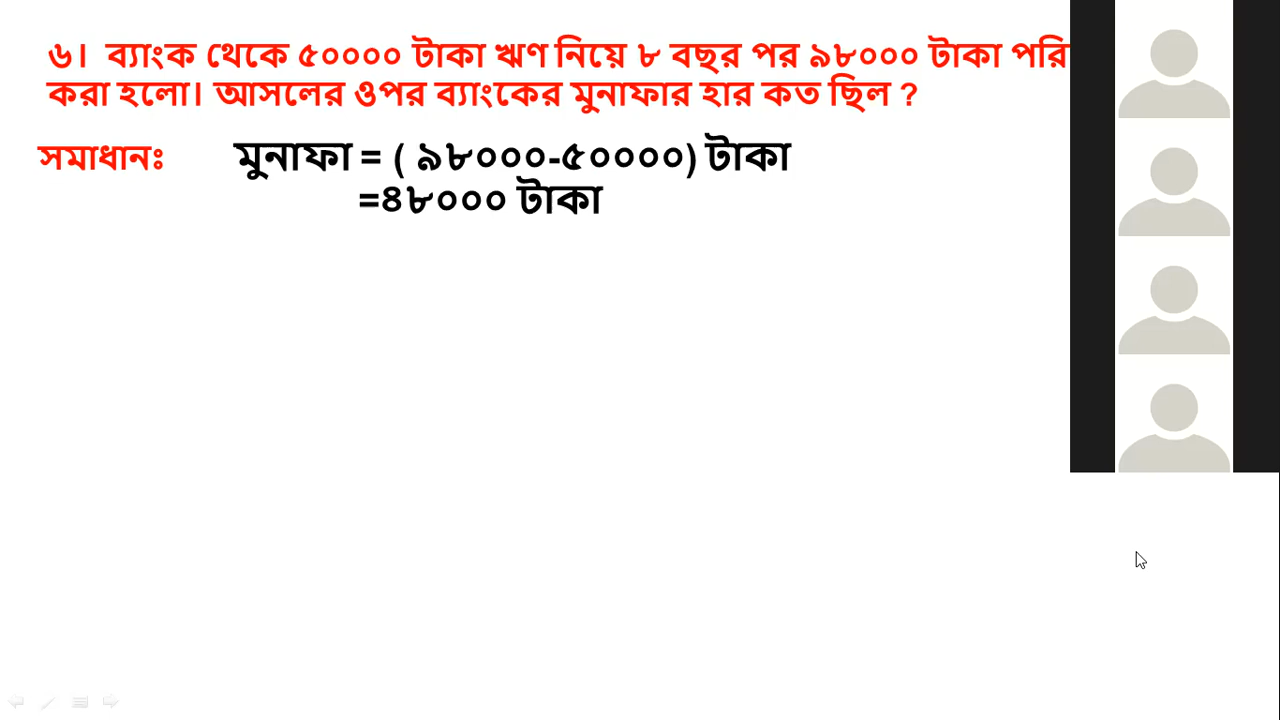 ৬। ব্যাংক থেকে ৫০০০০ টাকা ঋণ নিয়ে ৮ বছর পর ৯৮০০০ টাকা পরি
করা হলো। আসলের ওপর ব্যাংকের মুনাফার হার কত ছিল ?
সমাধানঃ মুনাফা = ( ৯৮০০০-৫০০০০) টাকা
=৪৮০০০ টাকা